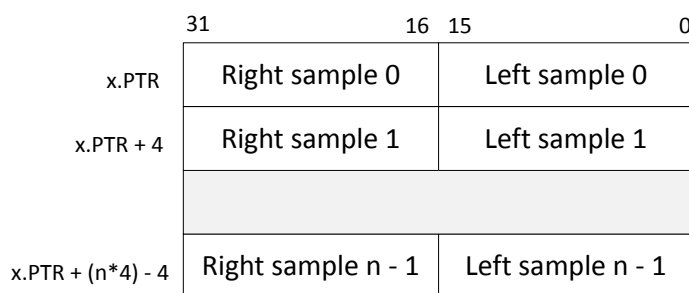 31 16 15 0
x.PTR Right sample 0 Left sample 0
x.PTR + 4 Right sample 1 Left sample 1
x.PTR + (n*4) - 4 Right sample n - 1 Left sample n - 1